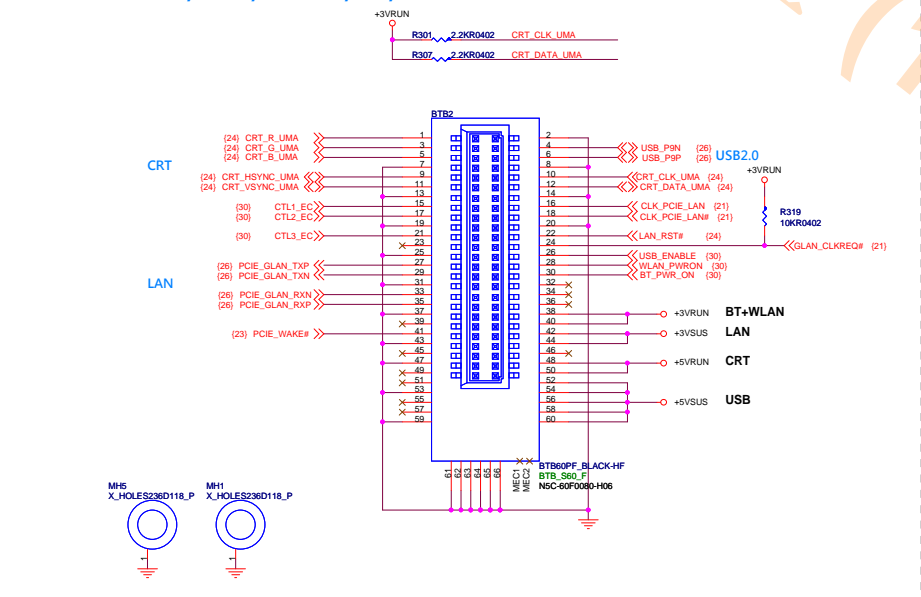 +3VRUN
R301 2.2KR0402 CRT_CLK_UMA
R307 2.2KR0402 CRT_DATA_UMA
BTB2
{24} CRT_R_UMA 1 2
{24} CRT_G_UMA 3 4 USB_P9N {26} USB2.0
{24} CRT_B_UMA 5 6 USB_P9P {26}
CRT 7 8 +3VRUN
{24} CRT_HSYNC_UMA 9 10 CRT_CLK_UMA {24}
{24} CRT_VSYNC_UMA 11 12 CRT_DATA_UMA {24}
13 14
{30} CTL1_EC 15 16 CLK_PCIE_LAN {21}
{30} CTL2_EC 17 18 CLK_PCIE_LAN# {21} R319
19 20 10KR0402
{30} CTL3_EC 21 22 LAN_RST# {24}
23 24 GLAN_CLKREQ# {21}
25 26 USB_ENABLE {30}
{26} PCIE_GLAN_TXP 27 28 WLAN_PWRON {30}
{26} PCIE_GLAN_TXN 29 30 BT_PWR_ON {30}
LAN 31 32
{26} PCIE_GLAN_RXN 33 34
{26} PCIE_GLAN_RXP 35 36
37 38 +3VRUN BT+WLAN
39 40
{23} PCIE_WAKE# 41 42 +3VSUS LAN
43 44
45 46
47 48 +5VRUN CRT
49 50
51 52
53 54
55 56 +5VSUS USB
57 58
59 60
61 62 63 64 65 66 MEC1 MEC2
BTB60PF_BLACK-HF
BTB_S60_F
N5C-60F0080-H06
MH5 MH1
X_HOLES236D118_P X_HOLES236D118_P
1 1